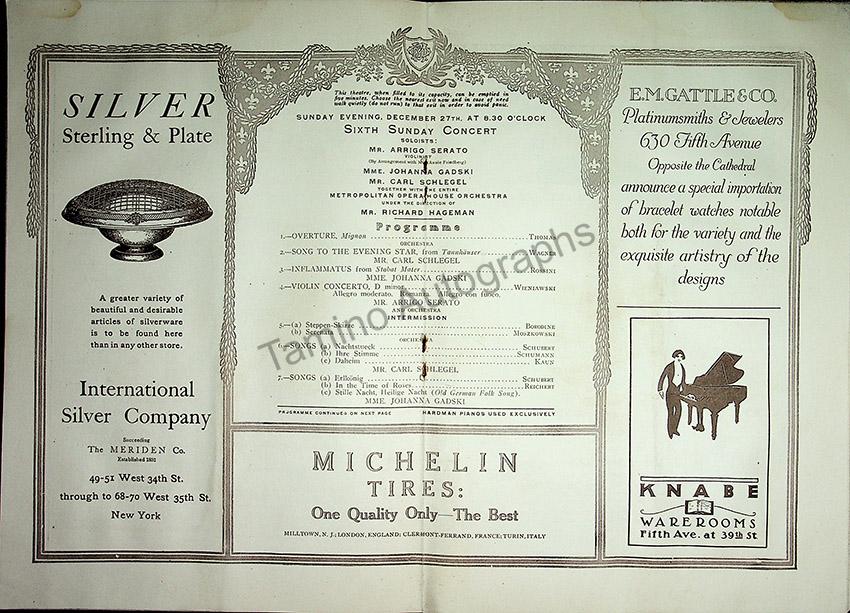 SILVER
Sterling & Plate
A greater variety of
beautiful and desirable
articles of silverware
is to be found here
than in any other store.
International
Silver Company
Succeeding
The MERIDEN Co.
Established 1852
49-51 West 34th St.
through to 68-70 West 35th St.
New York
This theatre, when filled to its capacity, can be emptied in
five minutes. Choose the nearest exit now and in case of need
walk quietly (do not run) to that exit in order to avoid panic.
SUNDAY EVENING, DECEMBER 27TH, AT 8.30 O'CLOCK
SIXTH SUNDAY CONCERT
SOLOISTS:
MR. ARRIGO SERATO
VIOLINIST
(By Arrangement with Annie Friedberg)
MME. JOHANNA GADSKI
MR. CARL SCHLEGEL
TOGETHER WITH THE ENTIRE
METROPOLITAN OPERA HOUSE ORCHESTRA
UNDER THE DIRECTION OF
MR. RICHARD HAGEMAN
Programme
1.—OVERTURE, Mignon THOMAS
ORCHESTRA
2.—SONG TO THE EVENING STAR, from Tannhäuser WAGNER
MR. CARL SCHLEGEL
3.—INFLAMMATUS from Stabat Mater ROSSINI
MME. JOHANNA GADSKI
4.—VIOLIN CONCERTO, D minor WIENIAWSKI
Allegro moderato, Romanza, con fuoco.
MR. ARRIGO SERATO
AND ORCHESTRA
INTERMISSION
5.—(a) Steppen-Skizze BORODINE
(b) Serenata MOSZKOWSKI
ORCHESTRA
6.—SONGS (a) Nachtstueck SCHUBERT
(b) Ihre Stimme SCHUMANN
(c) Daheim KAUN
MR. CARL SCHLEGEL
7.—SONGS (a) Erlkönig SCHUBERT
(b) In the Time of Roses REICHERT
(c) Stille Nacht, Heilige Nacht (Old German Folk Song).
MME. JOHANNA GADSKI
PROGRAMME CONTINUED ON NEXT PAGE HARDMAN PIANOS USED EXCLUSIVELY
MICHELIN
TIRES:
One Quality Only—The Best
MILLTOWN, N. J.; LONDON, ENGLAND; CLERMONT-FERRAND, FRANCE; TURIN, ITALY
E.M. GATTLE & CO.
Platinumsmiths & Jewelers
630 Fifth Avenue
Opposite the Cathedral
announce a special importation
of bracelet watches notable
both for the variety and the
exquisite artistry of the
designs
KNABE
WAREROOMS
Fifth Ave. at 39th St
Tamino Autographs